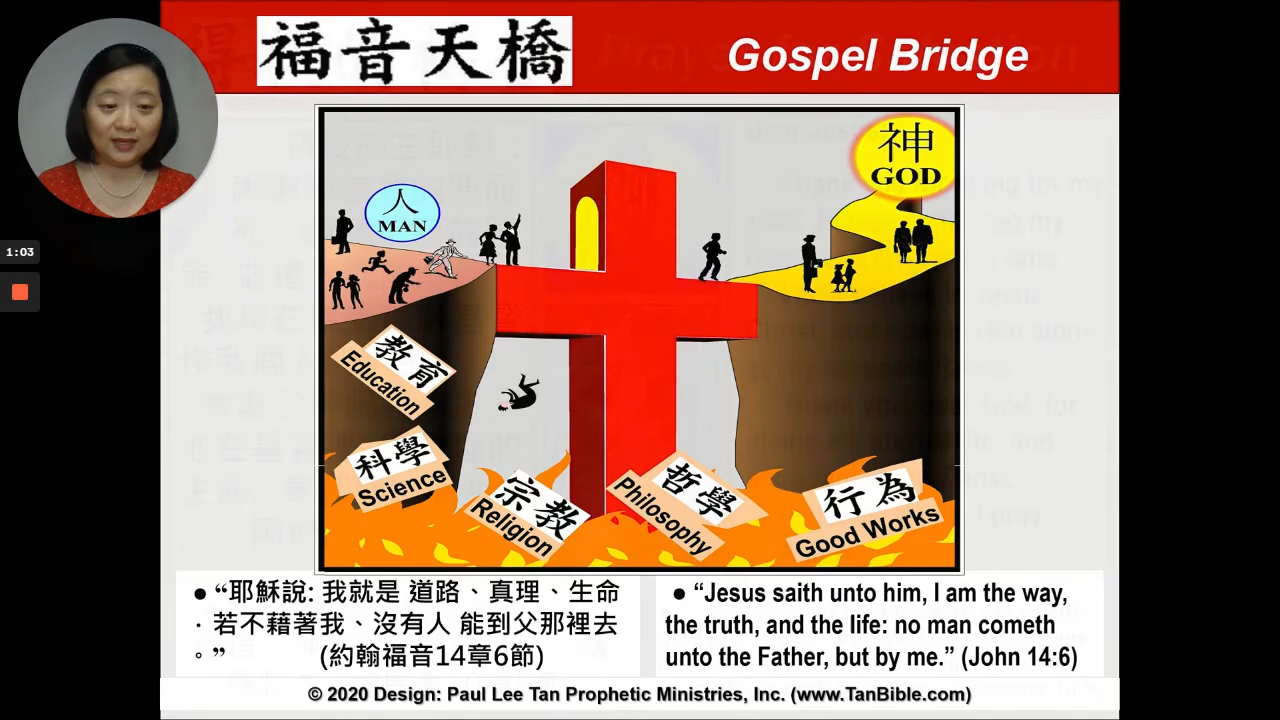 福音天橋
Gospel Bridge
神
GOD
人
MAN
1:03
教育
Education
科學
Science
宗教
Religion
哲學
Philosophy
行為
Good Works
● “耶穌說: 我就是 道路、真理、生命
．若不藉著我、沒有人 能到父那裡去
。” (約翰福音14章6節)
● “Jesus saith unto him, I am the way,
the truth, and the life: no man cometh
unto the Father, but by me.” (John 14:6)
© 2020 Design: Paul Lee Tan Prophetic Ministries, Inc. (www.TanBible.com)